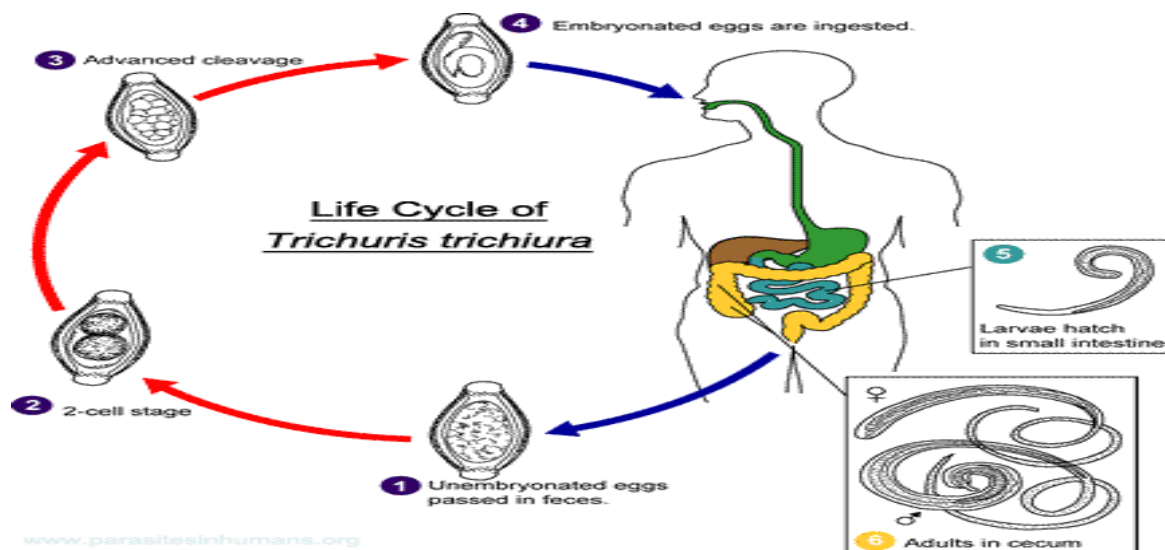 4 Embryonated eggs are ingested.
3 Advanced cleavage
Life Cycle of
Trichuris trichiura
5
Larvae hatch
in small intestine
2 2-cell stage
♀
1 Unembryonated eggs
passed in feces.
♂
6 Adults in cecum
www.parasitesinhumans.org